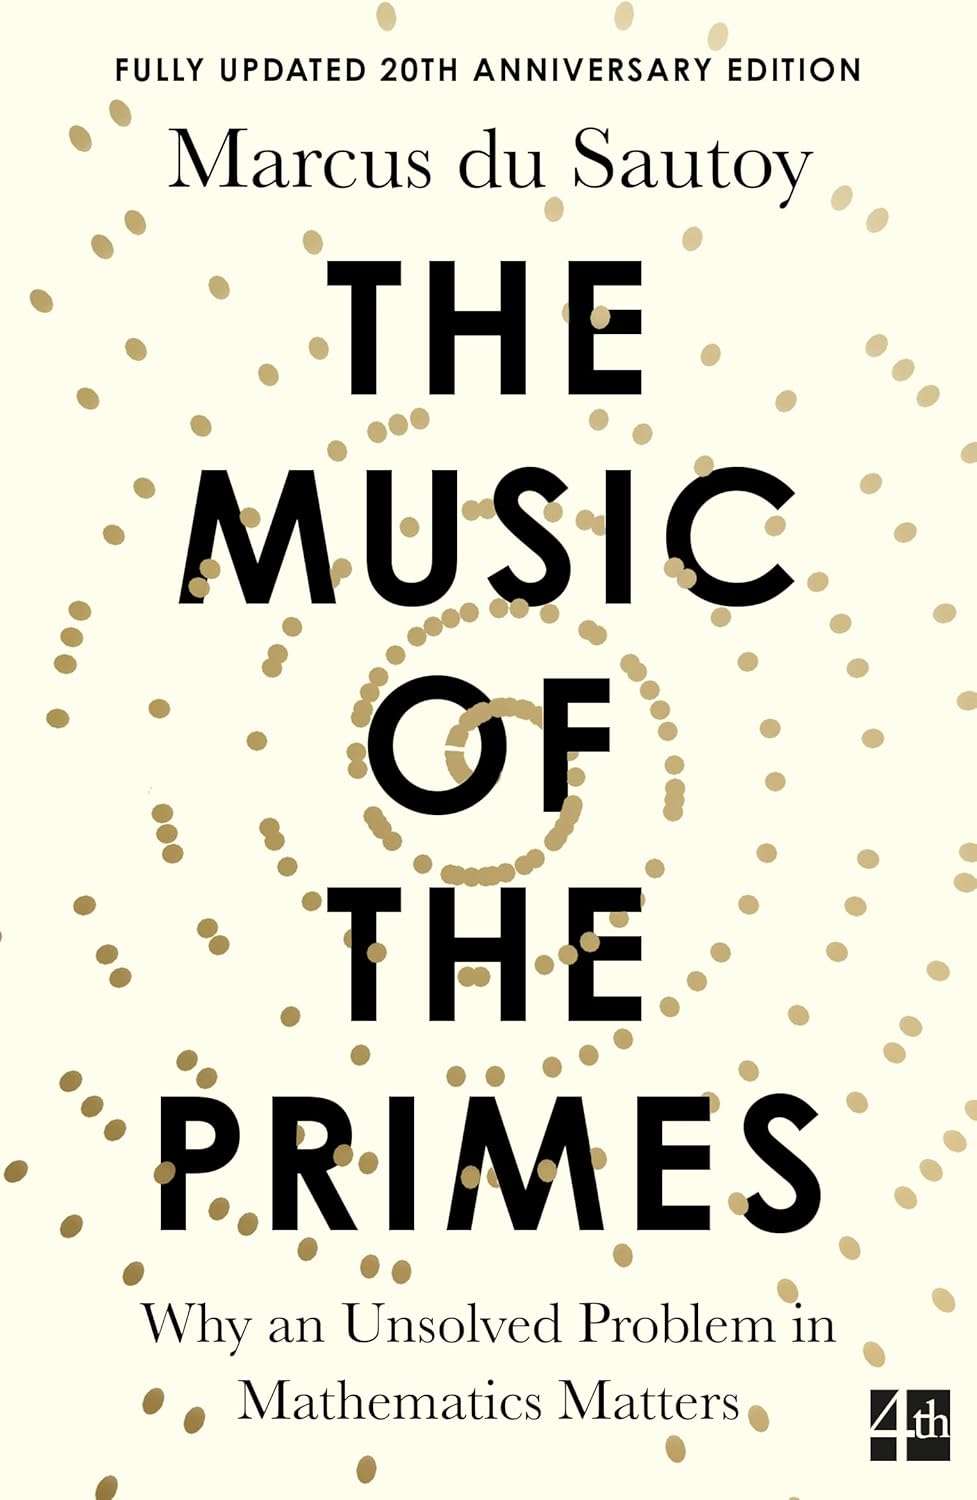 FULLY UPDATED 20TH ANNIVERSARY EDITION
Marcus du Sautoy
THE
MUSIC
OF
THE
PRIMES
Why an Unsolved Problem in
Mathematics Matters
4th